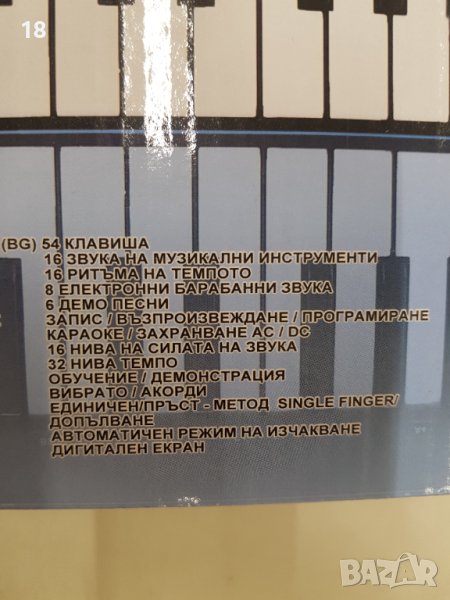 18
(BG) 54 КЛАВИША
16 ЗВУКА НА МУЗИКАЛНИ ИНСТРУМЕНТИ
16 РИТЪМА НА ТЕМПОТО
8 ЕЛЕКТРОННИ БАРАБАННИ ЗВУКА
6 ДЕМО ПЕСНИ
ЗАПИС / ВЪЗПРОИЗВЕЖДАНЕ / ПРОГРАМИРАНЕ
КАРАОКЕ / ЗАХРАНВАНЕ AC / DC
16 НИВА НА СИЛАТА НА ЗВУКА
32 НИВА ТЕМПО
ОБУЧЕНИЕ / ДЕМОНСТРАЦИЯ
ВИБРАТО / АКОРДИ
ЕДИНИЧЕН/ПРЪСТ - МЕТОД SINGLE FINGER/
ДОПЪЛВАНЕ
АВТОМАТИЧЕН РЕЖИМ НА ИЗЧАКВАНЕ
ДИГИТАЛЕН ЕКРАН
BAZAR